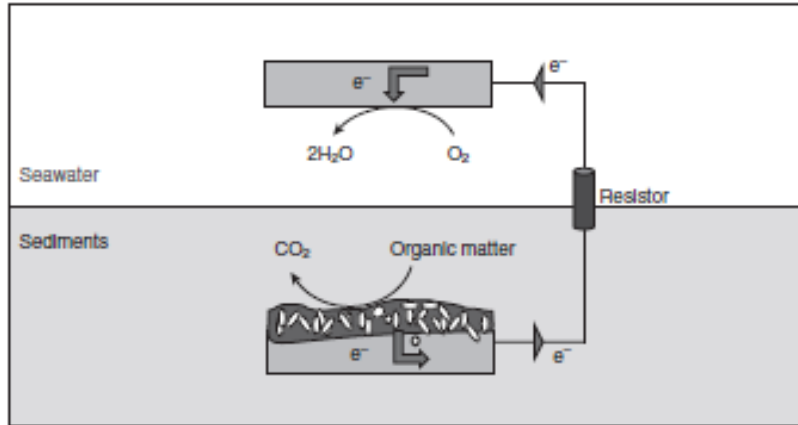 e⁻
e⁻
2H₂O
O₂
Seawater
Resistor
Sediments
CO₂
Organic matter
e⁻
e⁻